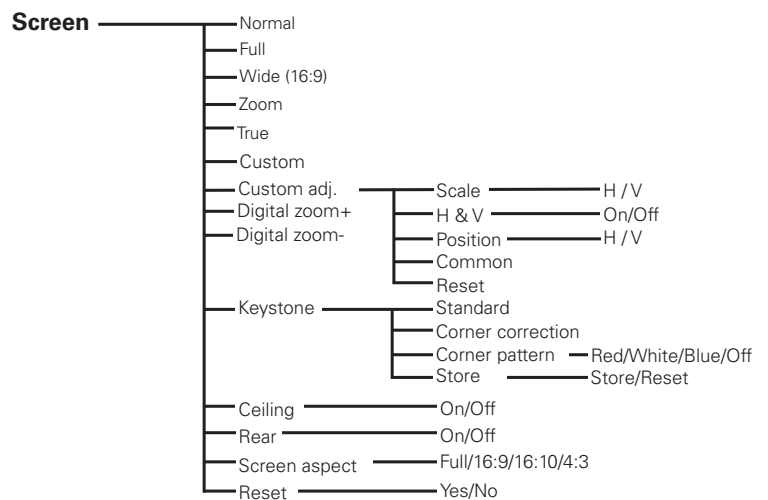 Screen Normal
Full
Wide (16:9)
Zoom
True
Custom
Custom adj. Scale H / V
Digital zoom+ H & V On/Off
Digital zoom- Position H / V
Common
Reset
Keystone Standard
Corner correction
Corner pattern Red/White/Blue/Off
Store Store/Reset
Ceiling On/Off
Rear On/Off
Screen aspect Full/16:9/16:10/4:3
Reset Yes/No